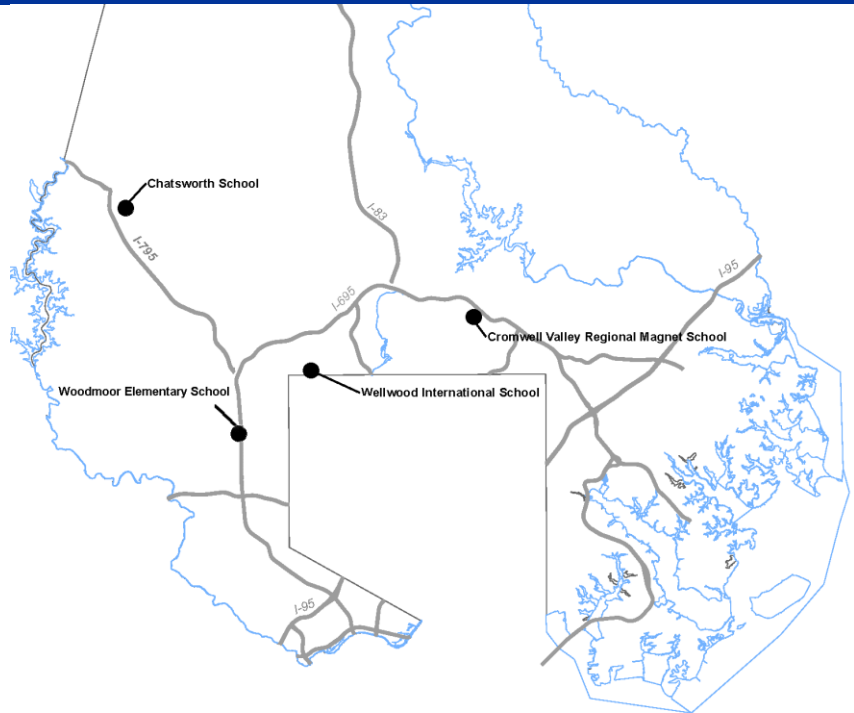 Chatsworth School
I-83
I-795
I-95
I-695
Cromwell Valley Regional Magnet School
Woodmoor Elementary School
Wellwood International School
I-95